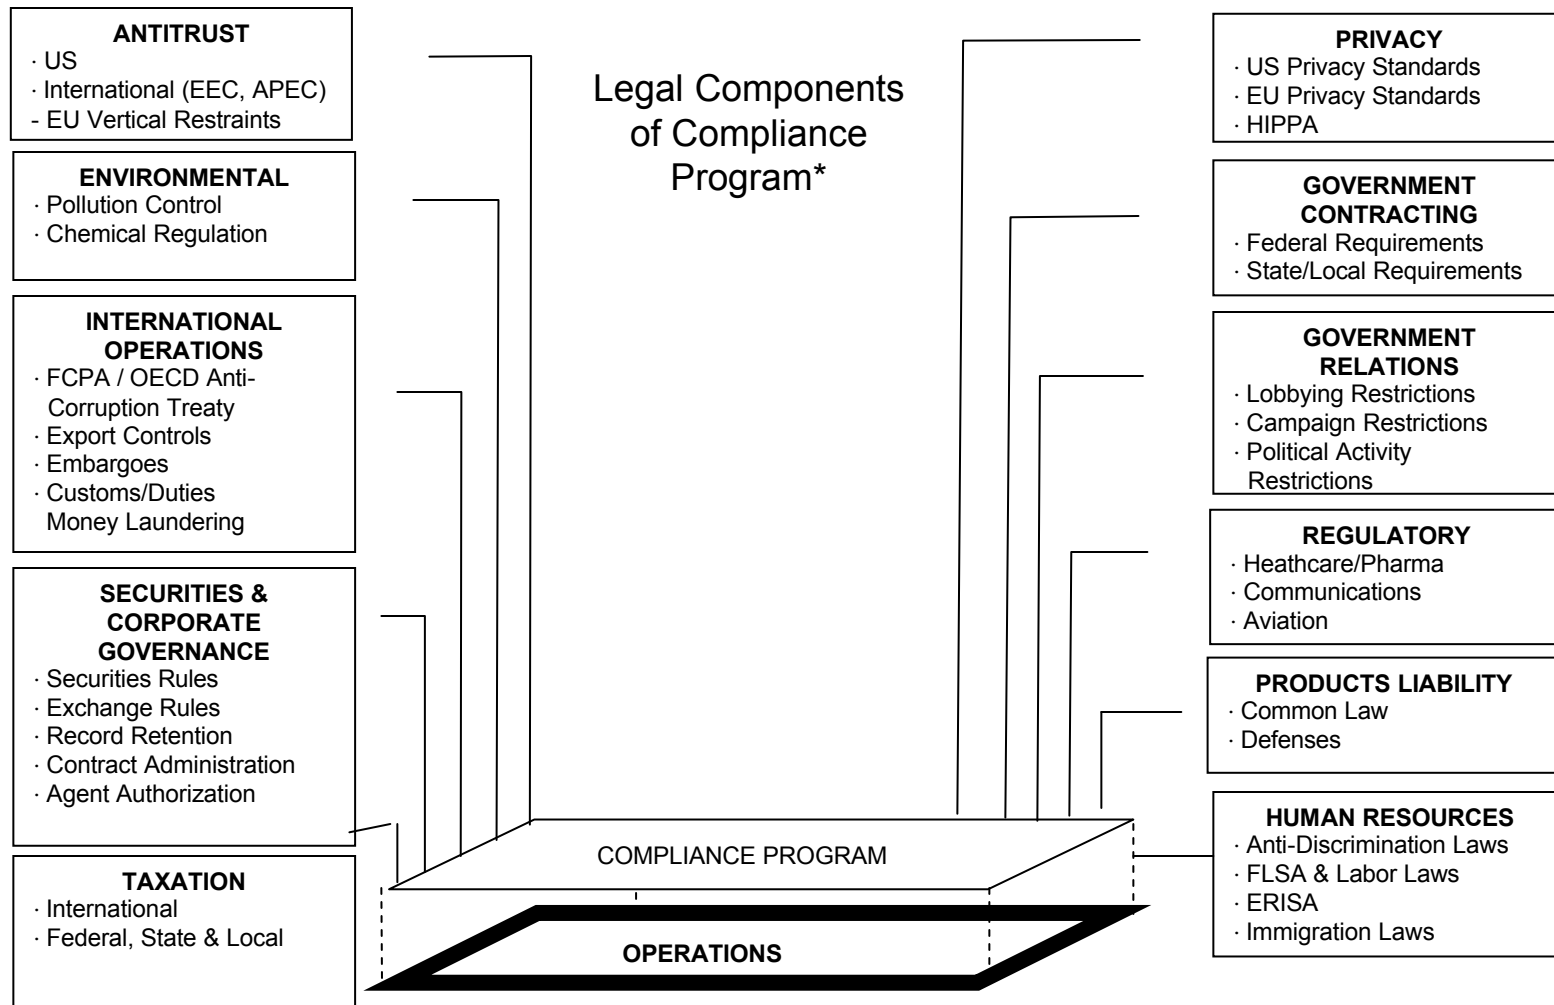 ANTITRUST
· US
· International (EEC, APEC)
- EU Vertical Restraints
ENVIRONMENTAL
· Pollution Control
· Chemical Regulation
INTERNATIONAL
OPERATIONS
· FCPA / OECD Anti-
Corruption Treaty
· Export Controls
· Embargoes
· Customs/Duties
Money Laundering
SECURITIES &
CORPORATE
GOVERNANCE
· Securities Rules
· Exchange Rules
· Record Retention
· Contract Administration
· Agent Authorization
TAXATION
· International
· Federal, State & Local
Legal Components
of Compliance
Program*
COMPLIANCE PROGRAM
OPERATIONS
PRIVACY
· US Privacy Standards
· EU Privacy Standards
· HIPPA
GOVERNMENT
CONTRACTING
· Federal Requirements
· State/Local Requirements
GOVERNMENT
RELATIONS
· Lobbying Restrictions
· Campaign Restrictions
· Political Activity
Restrictions
REGULATORY
· Heathcare/Pharma
· Communications
· Aviation
PRODUCTS LIABILITY
· Common Law
· Defenses
HUMAN RESOURCES
· Anti-Discrimination Laws
· FLSA & Labor Laws
· ERISA
· Immigration Laws